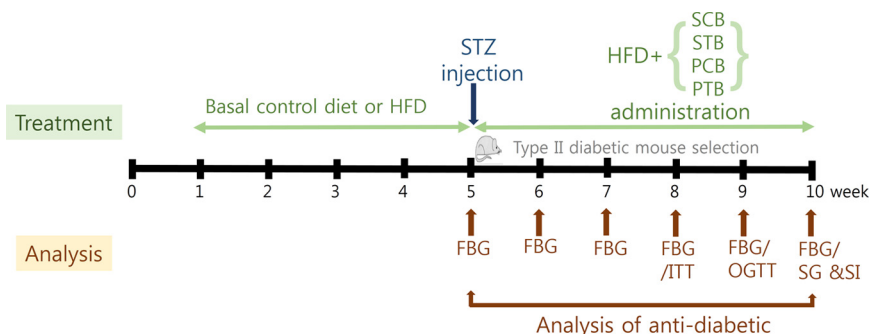 STZ
injection
HFD+
SCB
STB
PCB
PTB
administration
Basal control diet or HFD
Treatment
Type II diabetic mouse selection
0 1 2 3 4 5 6 7 8 9 10 week
Analysis
FBG
FBG
FBG
FBG
/ITT
FBG/
OGTT
FBG/
SG &SI
Analysis of anti-diabetic